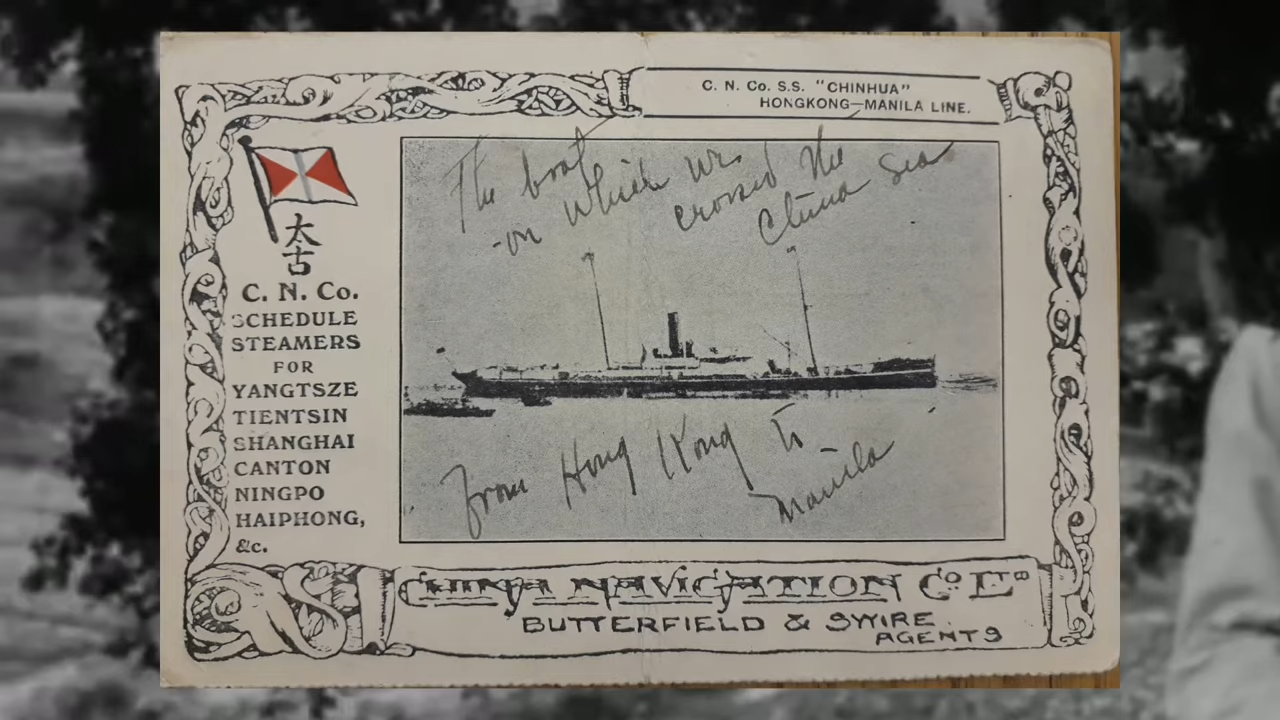 C. N. Co. S.S. "CHINHUA"
HONGKONG—MANILA LINE.
太
古
C. N. Co.
SCHEDULE
STEAMERS
FOR
YANGTSZE
TIENTSIN
SHANGHAI
CANTON
NINGPO
HAIPHONG,
&c.
The boat
on which we
crossed the
China Sea
From Hong Kong to
Manila
CHINA NAVIGATION Co LTD
BUTTERFIELD & SWIRE.
AGENTS